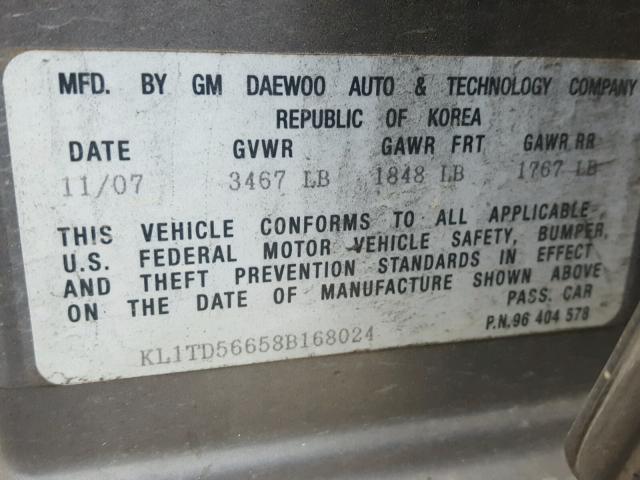 MFD. BY GM DAEWOO AUTO & TECHNOLOGY COMPANY
REPUBLIC OF KOREA
DATE GVWR GAWR FRT GAWR RR
11/07 3467 LB 1848 LB 1767 LB
THIS VEHICLE CONFORMS TO ALL APPLICABLE
U.S. FEDERAL MOTOR VEHICLE SAFETY, BUMPER,
AND THEFT PREVENTION STANDARDS IN EFFECT
ON THE DATE OF MANUFACTURE SHOWN ABOVE
PASS. CAR
P.N.96 404 578
KL1TD56658B168024